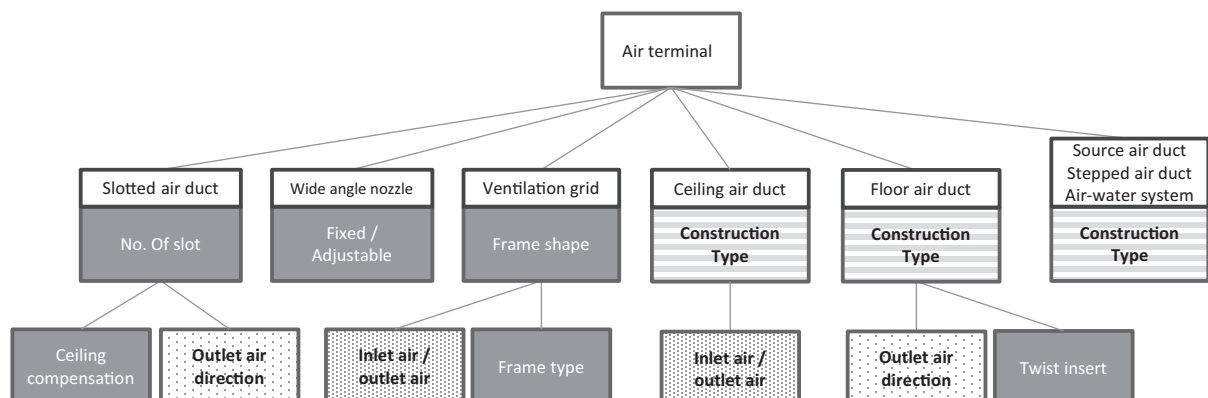 Air terminal
Slotted air duct
No. Of slot
Wide angle nozzle
Fixed /
Adjustable
Ventilation grid
Frame shape
Ceiling air duct
Construction
Type
Floor air duct
Construction
Type
Source air duct
Stepped air duct
Air-water system
Construction
Type
Ceiling
compensation
Outlet air
direction
Inlet air /
outlet air
Frame type
Inlet air /
outlet air
Outlet air
direction
Twist insert